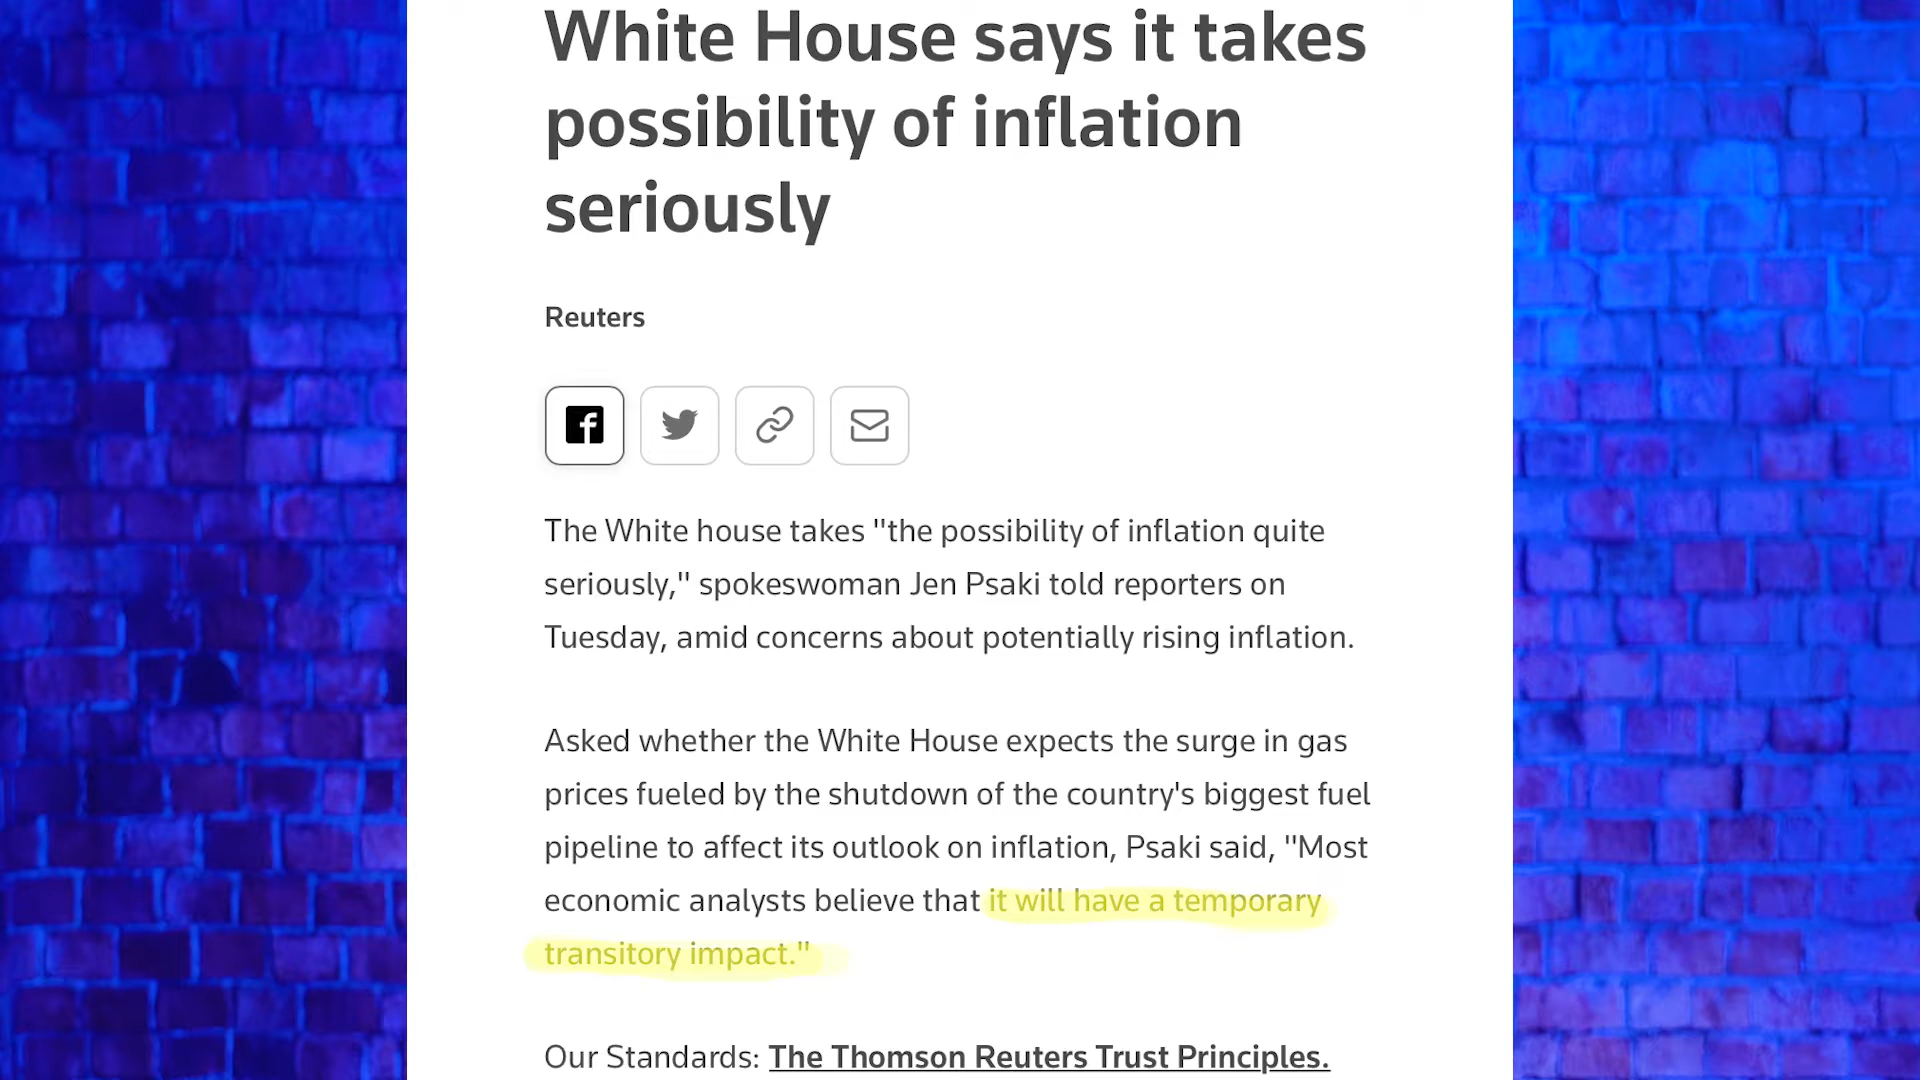 White House says it takes
possibility of inflation
seriously
Reuters
The White house takes "the possibility of inflation quite
seriously," spokeswoman Jen Psaki told reporters on
Tuesday, amid concerns about potentially rising inflation.
Asked whether the White House expects the surge in gas
prices fueled by the shutdown of the country's biggest fuel
pipeline to affect its outlook on inflation, Psaki said, "Most
economic analysts believe that it will have a temporary
transitory impact."
Our Standards: The Thomson Reuters Trust Principles.